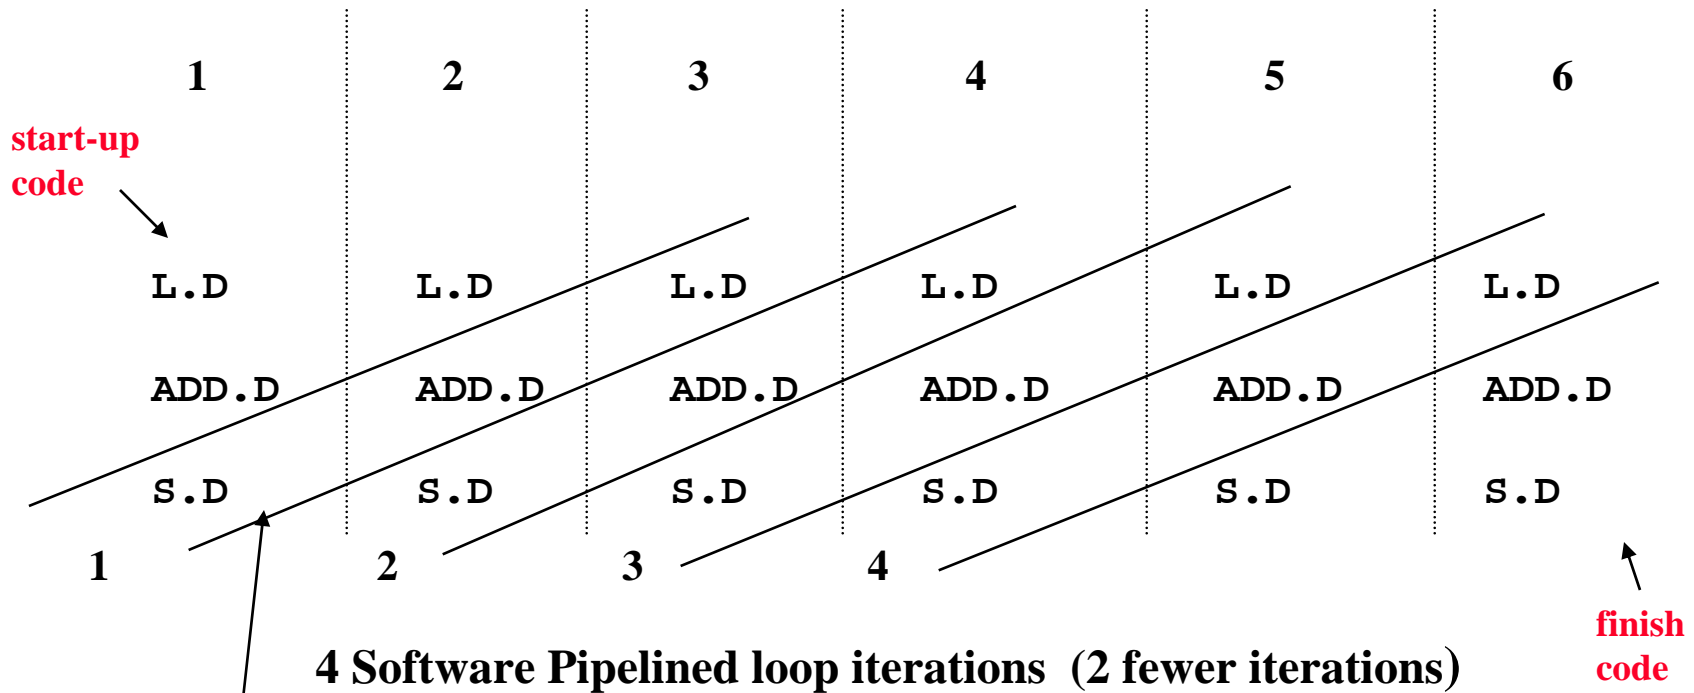 1 2 3 4 5 6
start-up
code
L.D L.D L.D L.D L.D L.D
ADD.D ADD.D ADD.D ADD.D ADD.D ADD.D
S.D S.D S.D S.D S.D S.D
1 2 3 4
finish
code
4 Software Pipelined loop iterations (2 fewer iterations)